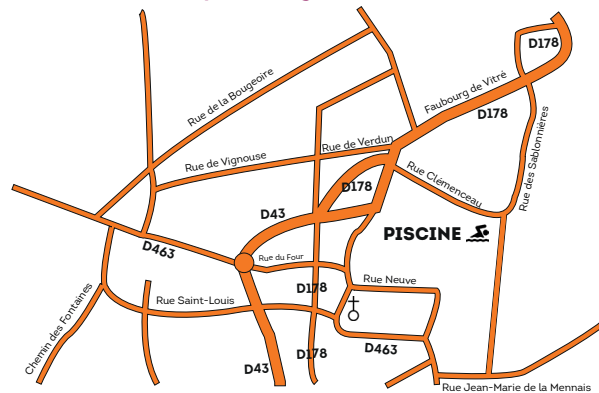 D178
Faubourg de Vitré
D178
Rue de la Bougeoire
Rue des Sablonnières
Rue de Verdun
Rue de Vignouse
Rue Clémenceau
D178
D43
PISCINE
D463
Rue du Four
Rue Neuve
D178
Rue Saint-Louis
Chemin des Fontaines
D463
D178
D43
Rue Jean-Marie de la Mennais